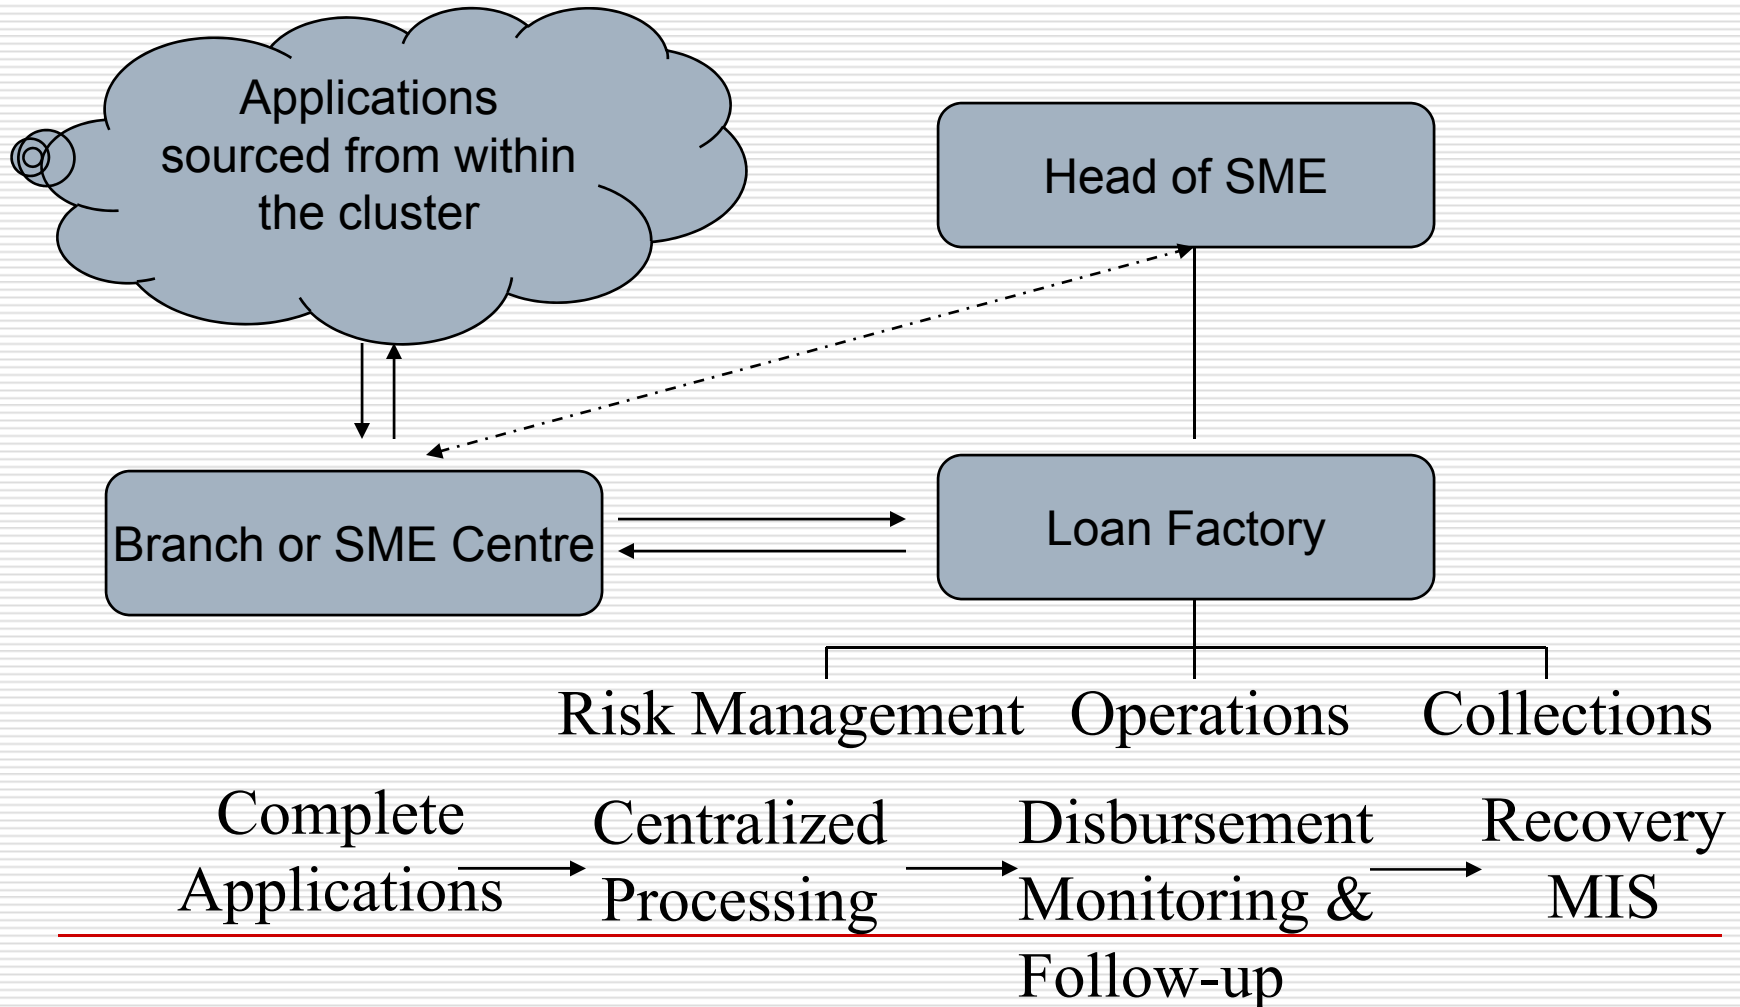 Applications
sourced from within
the cluster
Head of SME
Branch or SME Centre
Loan Factory
Risk Management
Operations
Collections
Complete
Applications
Centralized
Processing
Disbursement
Monitoring &
Follow-up
Recovery
MIS